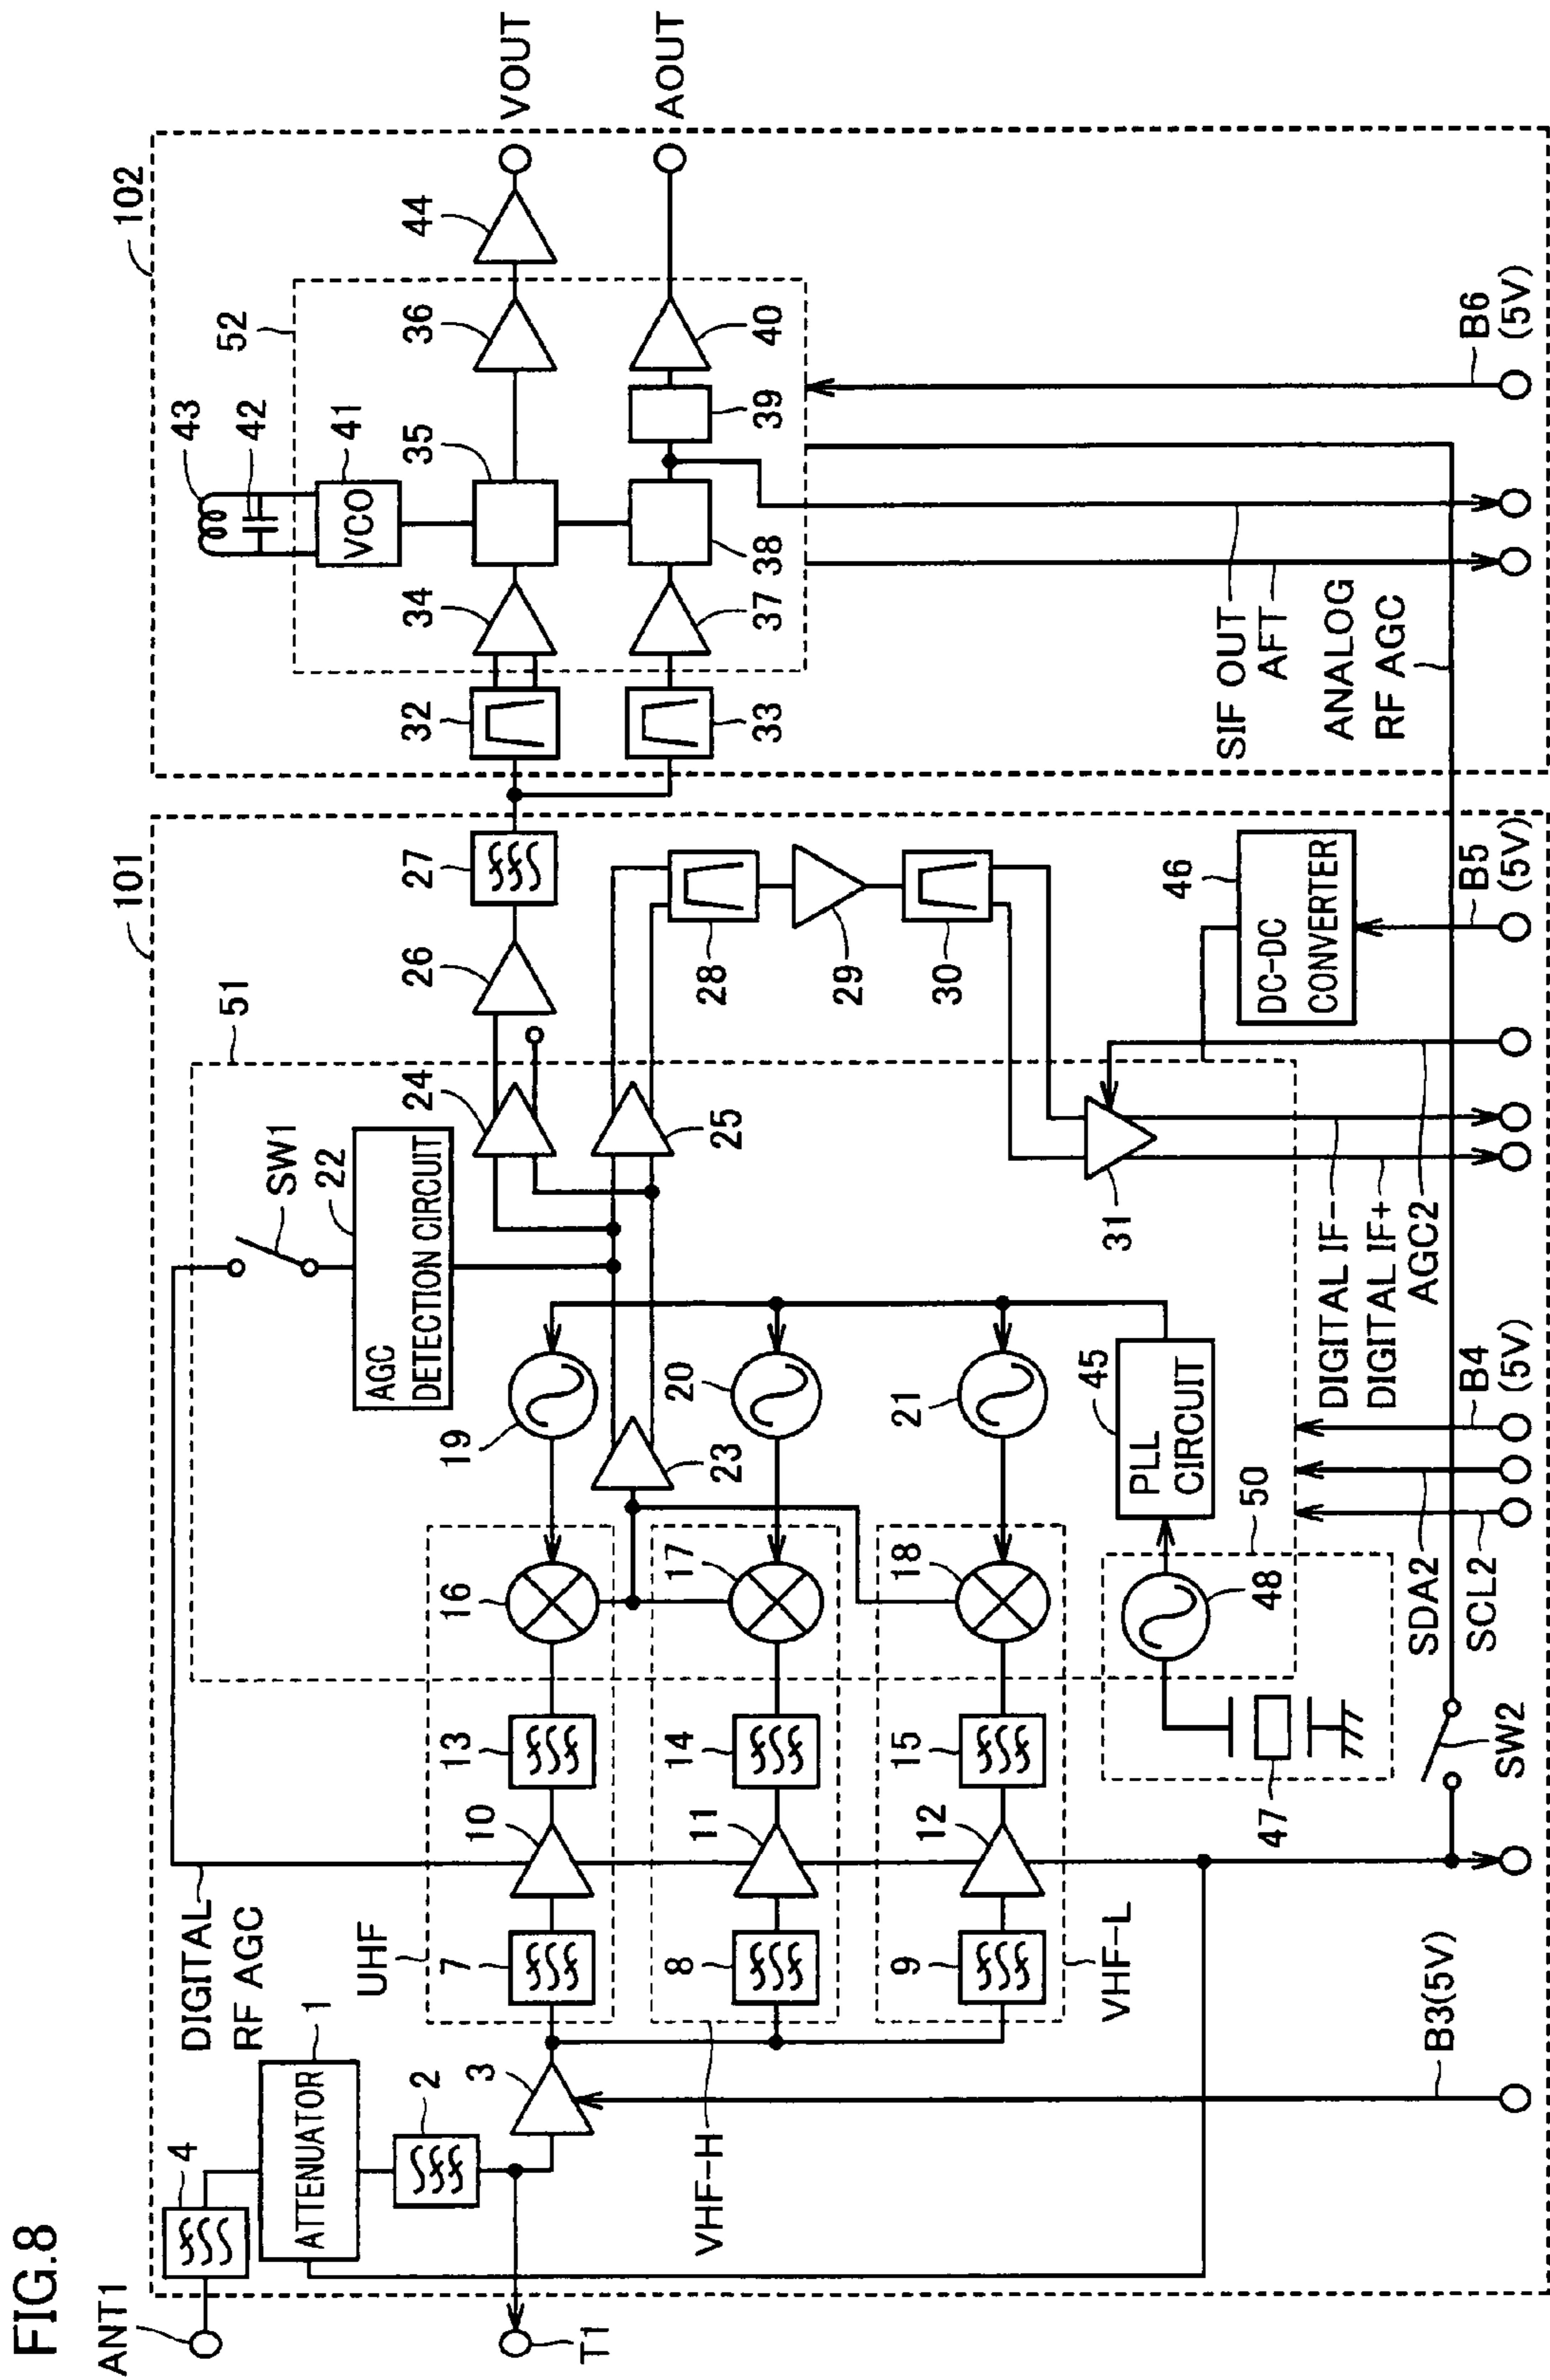 FIG.8
ANT1
4
ATTENUATOR
1
2
3
T1
DIGITAL
RF AGC
UHF
VHF-H
VHF-L
7
8
9
10
11
12
13
14
15
16
17
18
19
20
21
AGC
DETECTION CIRCUIT
22
SW1
23
24
25
26
27
28
29
30
31
51
101
PLL
CIRCUIT
45
48
50
47
DC-DC
CONVERTER
46
B3(5V)
SW2
SCL2
SDA2
B4
(5V)
DIGITAL IF+
DIGITAL IF-
AGC2
B5
(5V)
102
32
33
34
35
36
37
38
39
40
VCO
41
42
43
44
52
VOUT
AOUT
SIF OUT
AFT
ANALOG
RF AGC
B6
(5V)